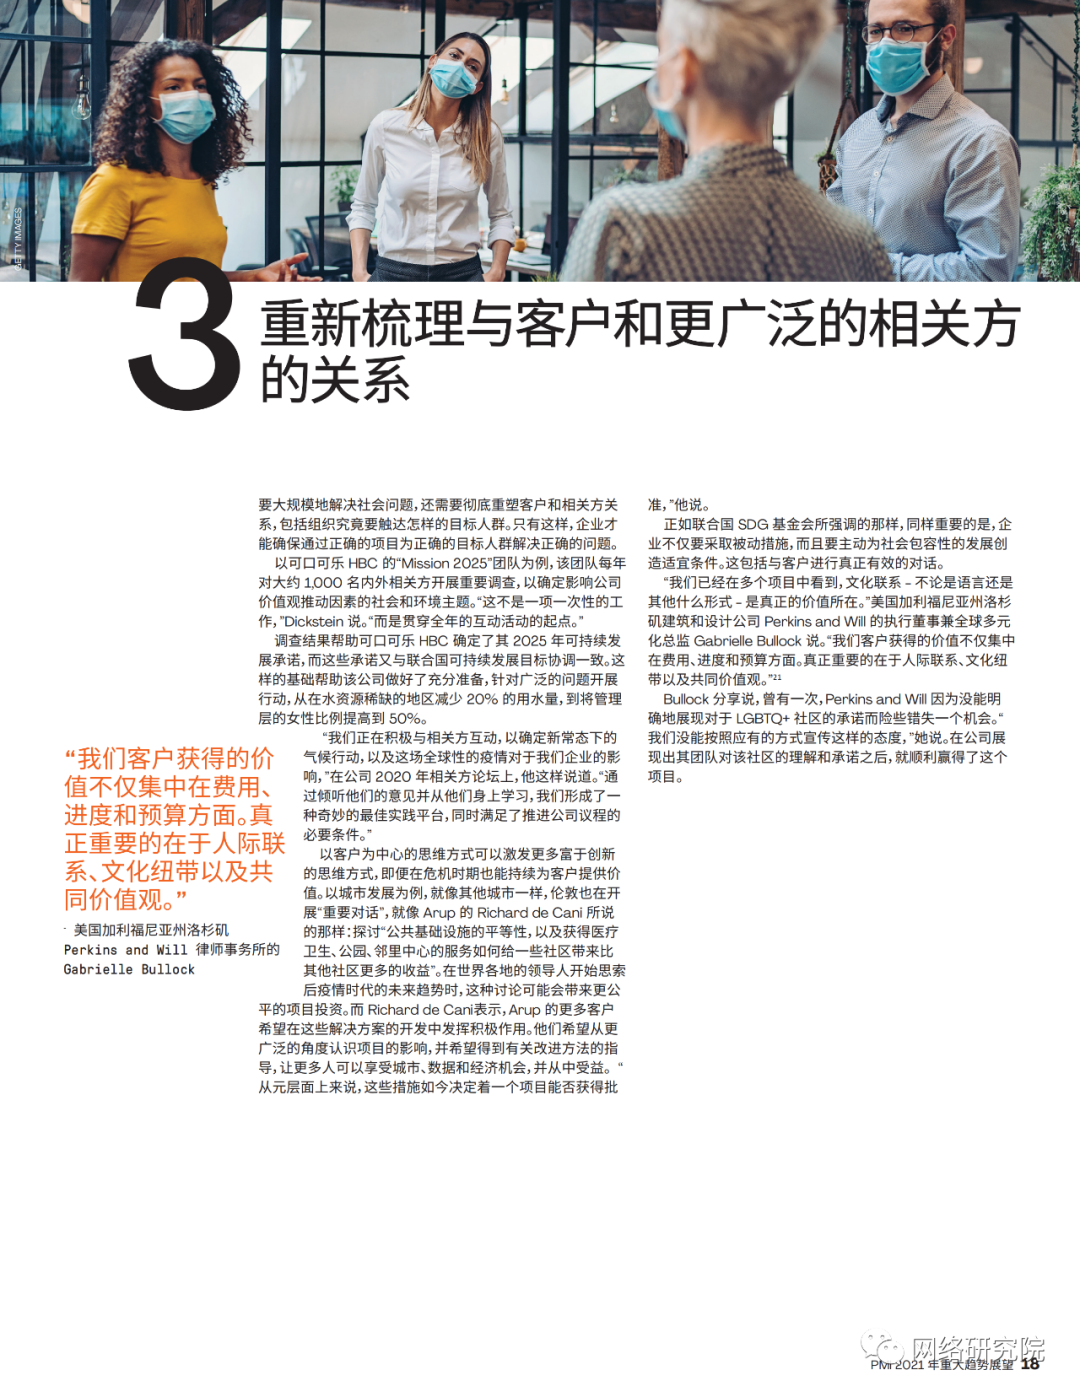 GETTY IMAGES
3
重新梳理与客户和更广泛的相关方
的关系
要大规模地解决社会问题，还需要彻底重塑客户和相关方关
系，包括组织究竟要触达怎样的目标人群。只有这样，企业才
能确保通过正确的项目为正确的目标人群解决正确的问题。
以可口可乐 HBC 的“Mission 2025”团队为例，该团队每年
对大约 1,000 名内外相关方开展重要调查，以确定影响公司
价值观推动因素的社会和环境主题。“这不是一项一次性的工
作，”Dickstein 说。“而是贯穿全年的互动活动的起点。”
调查结果帮助可口可乐 HBC 确定了其 2025 年可持续发
展承诺，而这些承诺又与联合国可持续发展目标协调一致。这
样的基础帮助该公司做好了充分准备，针对广泛的问题开展
行动，从在水资源稀缺的地区减少 20% 的用水量，到将管理
层的女性比例提高到 50%。
“我们正在积极与相关方互动，以确定新常态下的
气候行动，以及这场全球性的疫情对于我们企业的影
响，”在公司 2020 年相关方论坛上，他这样说道。“通
过倾听他们的意见并从他们身上学习，我们形成了一
种奇妙的最佳实践平台，同时满足了推进公司议程的
必要条件。”
以客户为中心的思维方式可以激发更多富于创新
的思维方式，即便在危机时期也能持续为客户提供价
值。以城市发展为例，就像其他城市一样，伦敦也在开
展“重要对话”，就像 Arup 的 Richard de Cani 所说
的那样：探讨“公共基础设施的平等性，以及获得医疗
卫生、公园、邻里中心的服务如何给一些社区带来比
其他社区更多的收益”。在世界各地的领导人开始思索
后疫情时代的未来趋势时，这种讨论可能会带来更公
平的项目投资。而 Richard de Cani表示，Arup 的更多客户
希望在这些解决方案的开发中发挥积极作用。他们希望从更
广泛的角度认识项目的影响，并希望得到有关改进方法的指
导，让更多人可以享受城市、数据和经济机会，并从中受益。“
从元层面上来说，这些措施如今决定着一个项目能否获得批
准，”他说。
正如联合国 SDG 基金会所强调的那样，同样重要的是，企
业不仅要采取被动措施，而且要主动为社会包容性的发展创
造适宜条件。这包括与客户进行真正有效的对话。
“我们已经在多个项目中看到，文化联系 – 不论是语言还是
其他什么形式 – 是真正的价值所在。”美国加利福尼亚州洛杉
矶建筑和设计公司 Perkins and Will 的执行董事兼全球多元
化总监 Gabrielle Bullock 说。“我们客户获得的价值不仅集中
在费用、进度和预算方面。真正重要的在于人际联系、文化纽
带以及共同价值观。”21
Bullock 分享说，曾有一次，Perkins and Will 因为没能明
确地展现对于 LGBTQ+ 社区的承诺而险些错失一个机会。“
我们没能按照应有的方式宣传这样的态度，”她说。在公司展
现出其团队对该社区的理解和承诺之后，就顺利赢得了这个
项目。
“我们客户获得的价
值不仅集中在费用、
进度和预算方面。真
正重要的在于人际联
系、文化纽带以及共
同价值观。”
- 美国加利福尼亚州洛杉矶
Perkins and Will 律师事务所的
Gabrielle Bullock
网络研究院
PMI 2021 年重大趋势展望 18